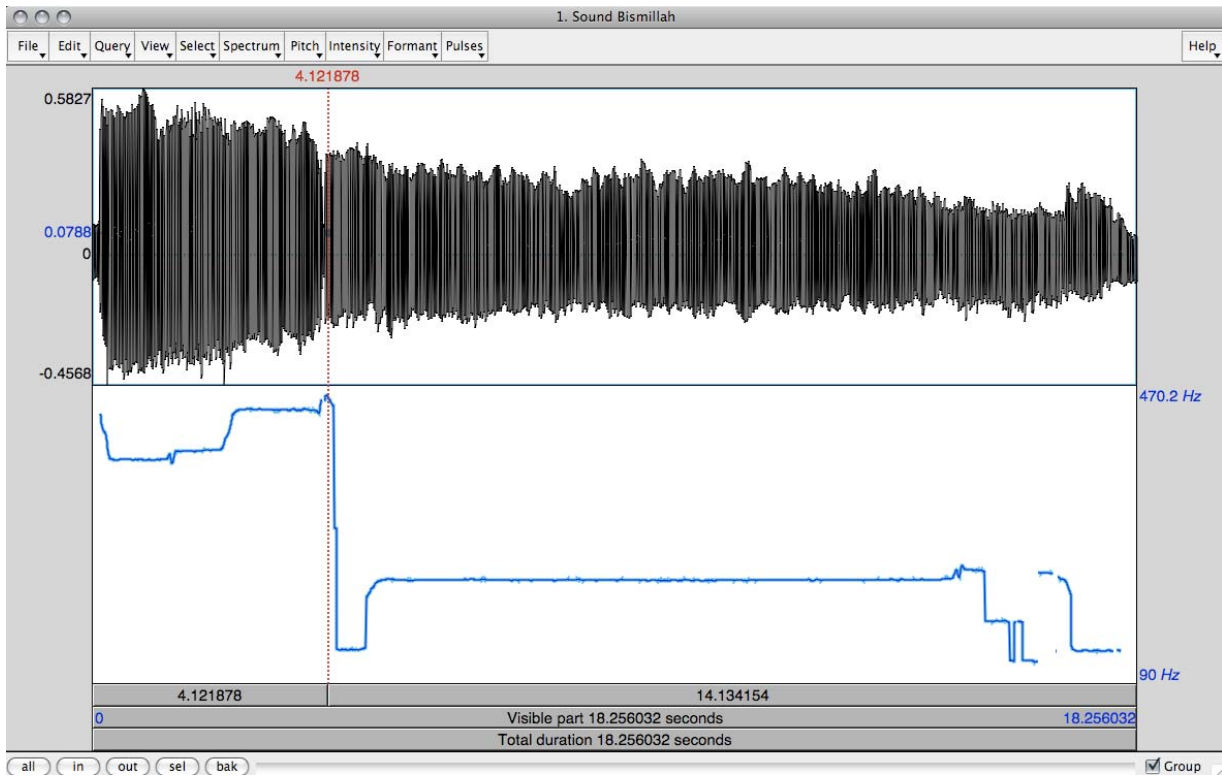 1. Sound Bismillah
File Edit Query View Select Spectrum Pitch Intensity Formant Pulses Help
4.121878
0.5827
0.0788
0
-0.4568
470.2 Hz
90 Hz
4.121878 14.134154
0 Visible part 18.256032 seconds 18.256032
Total duration 18.256032 seconds
all in out sel bak Group